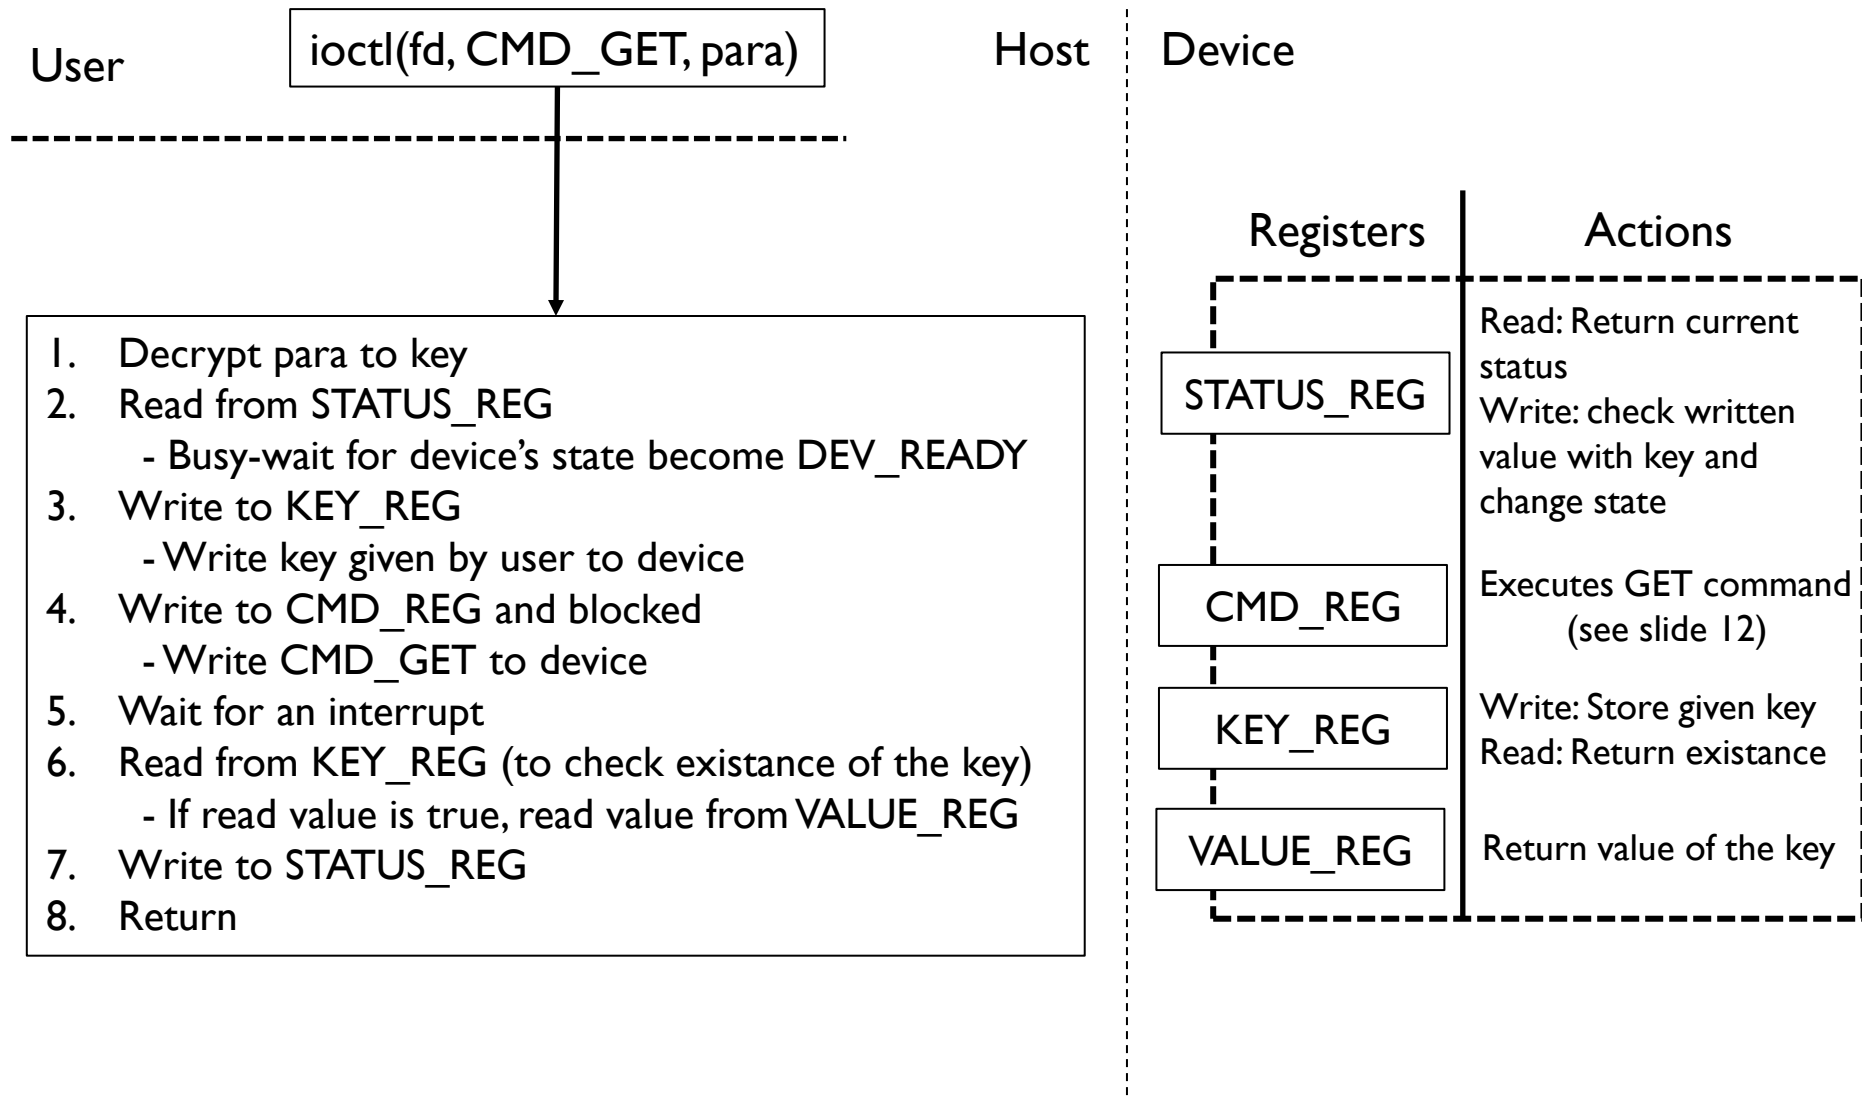 User
ioctl(fd, CMD_GET, para)
Host
Device
1. Decrypt para to key
2. Read from STATUS_REG
- Busy-wait for device’s state become DEV_READY
3. Write to KEY_REG
- Write key given by user to device
4. Write to CMD_REG and blocked
- Write CMD_GET to device
5. Wait for an interrupt
6. Read from KEY_REG (to check existance of the key)
- If read value is true, read value from VALUE_REG
7. Write to STATUS_REG
8. Return
Registers
Actions
STATUS_REG
Read: Return current
status
Write: check written
value with key and
change state
CMD_REG
Executes GET command
(see slide 12)
KEY_REG
Write: Store given key
Read: Return existance
VALUE_REG
Return value of the key